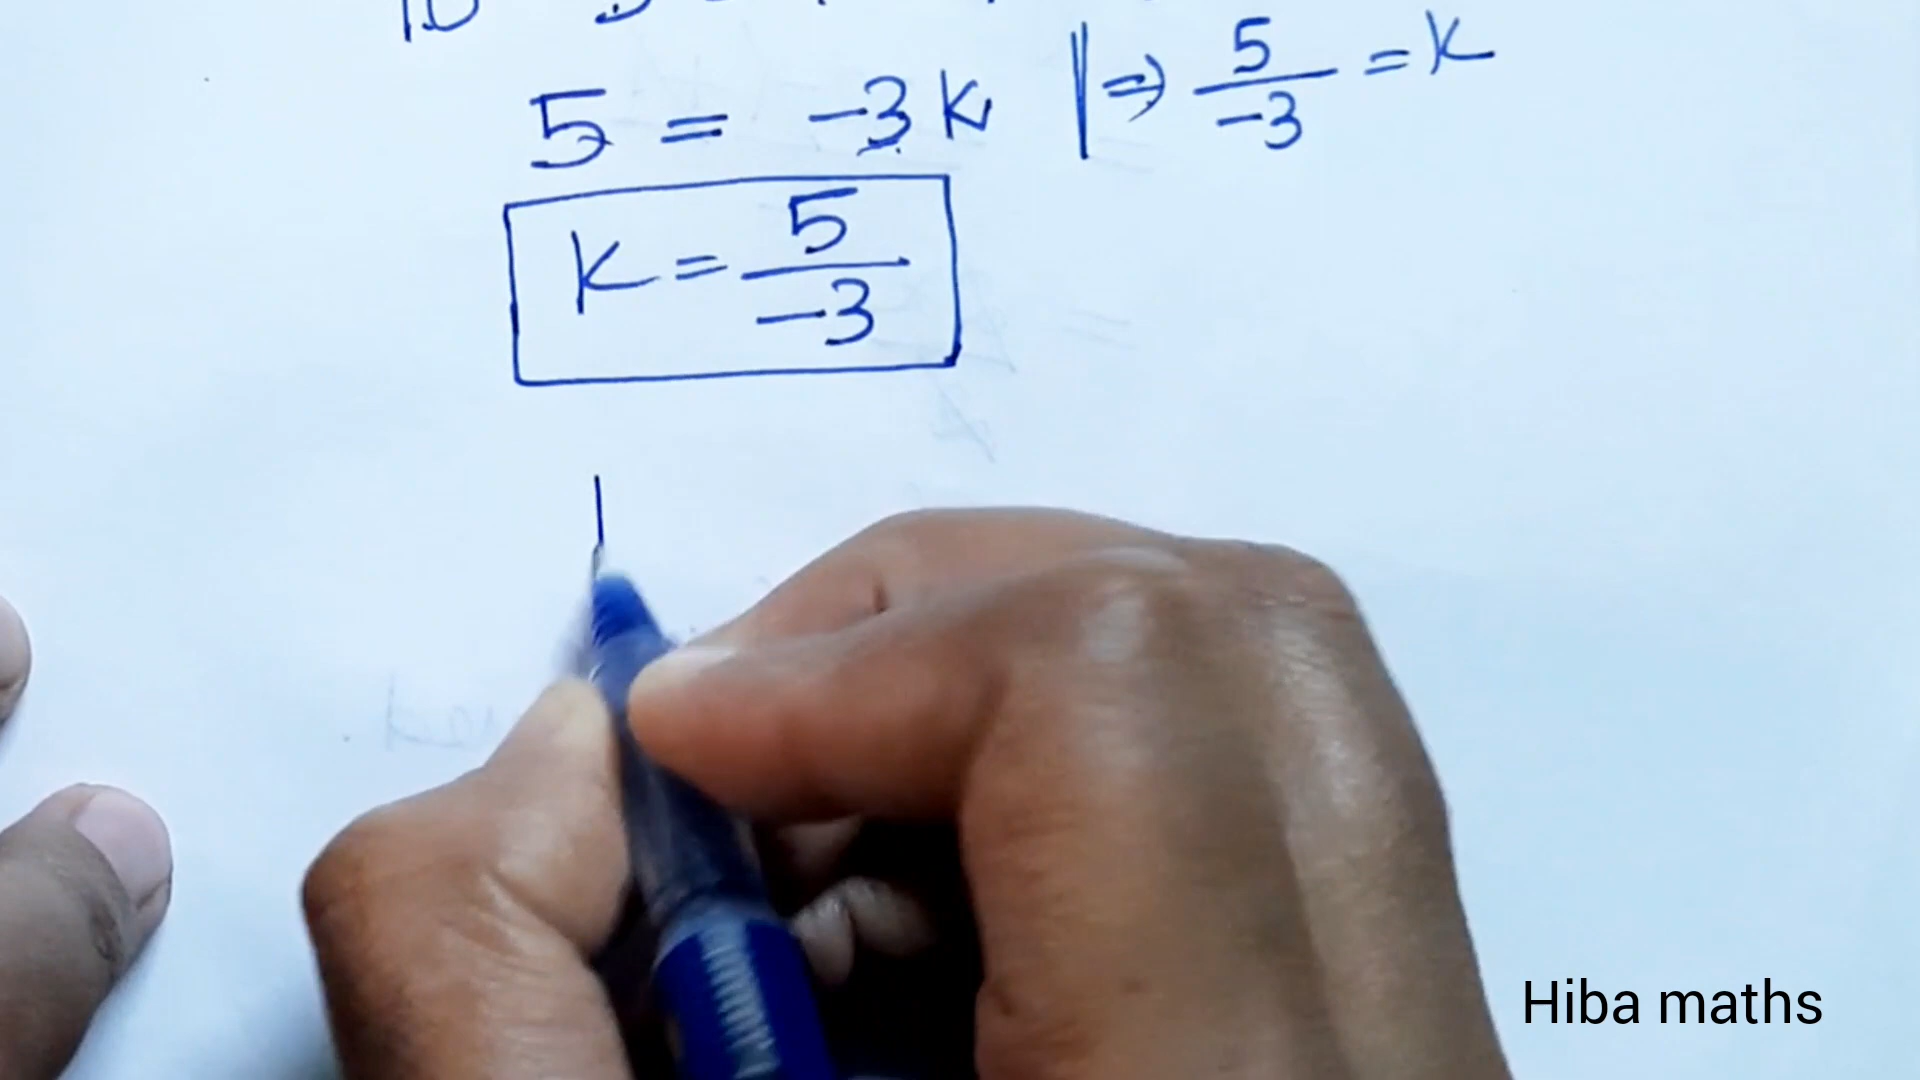 5 = -3k | ⇒ 5/-3 = k
k = 5/-3
Hiba maths